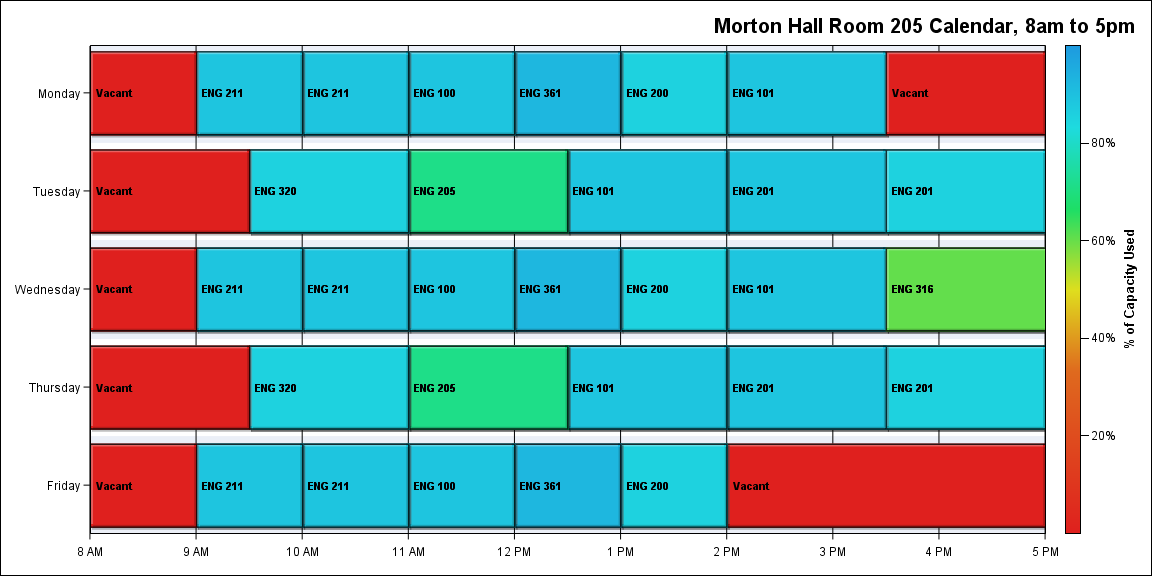 Morton Hall Room 205 Calendar, 8am to 5pm
Monday
Vacant
ENG 211
ENG 211
ENG 100
ENG 361
ENG 200
ENG 101
Vacant
Tuesday
Vacant
ENG 320
ENG 205
ENG 101
ENG 201
ENG 201
Wednesday
Vacant
ENG 211
ENG 211
ENG 100
ENG 361
ENG 200
ENG 101
ENG 316
Thursday
Vacant
ENG 320
ENG 205
ENG 101
ENG 201
ENG 201
Friday
Vacant
ENG 211
ENG 211
ENG 100
ENG 361
ENG 200
Vacant
8 AM
9 AM
10 AM
11 AM
12 PM
1 PM
2 PM
3 PM
4 PM
5 PM
80%
60%
40%
20%
% of Capacity Used